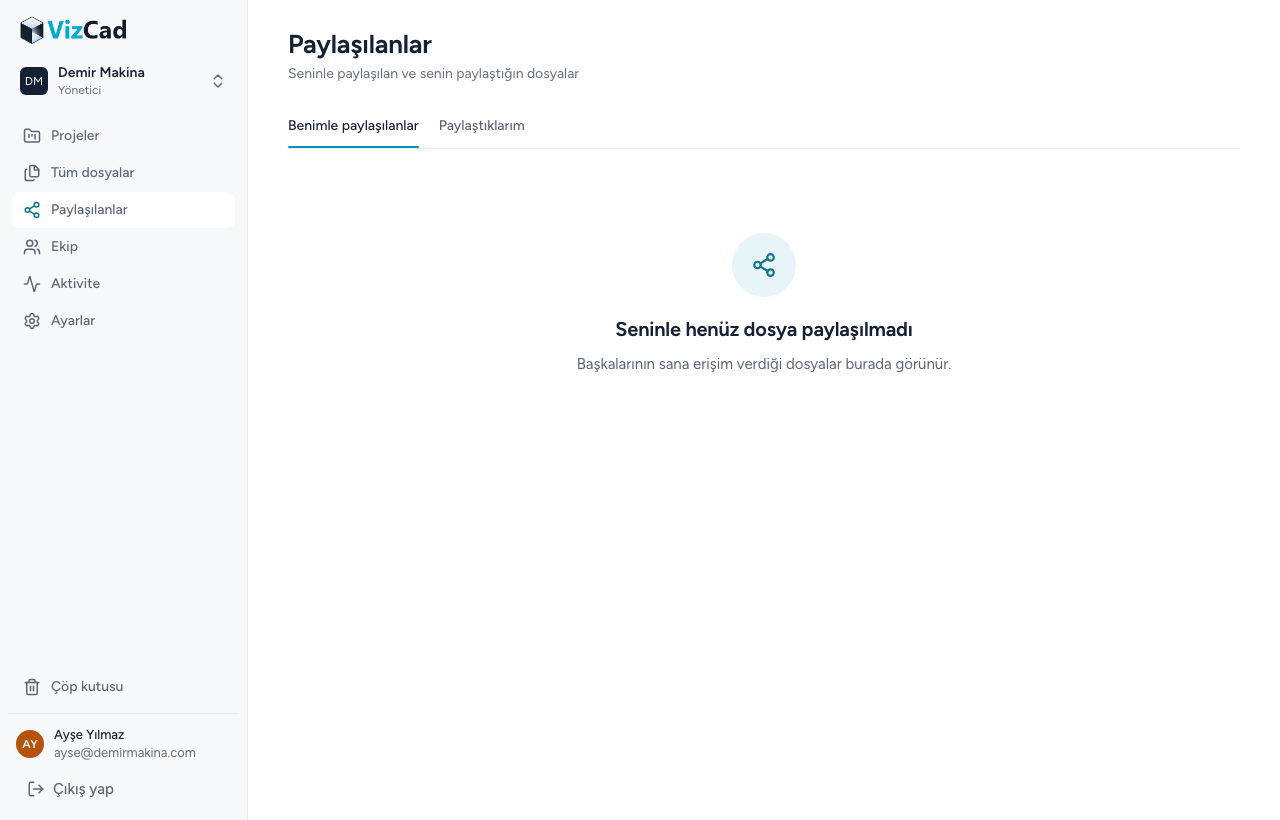 VizCad
DM
Demir Makina
Yönetici
Projeler
Tüm dosyalar
Paylaşılanlar
Ekip
Aktivite
Ayarlar
Çöp kutusu
AY
Ayşe Yılmaz
ayse@demirmakina.com
Çıkış yap
Paylaşılanlar
Seninle paylaşılan ve senin paylaştığın dosyalar
Benimle paylaşılanlar
Paylaştıklarım
Seninle henüz dosya paylaşılmadı
Başkalarının sana erişim verdiği dosyalar burada görünür.